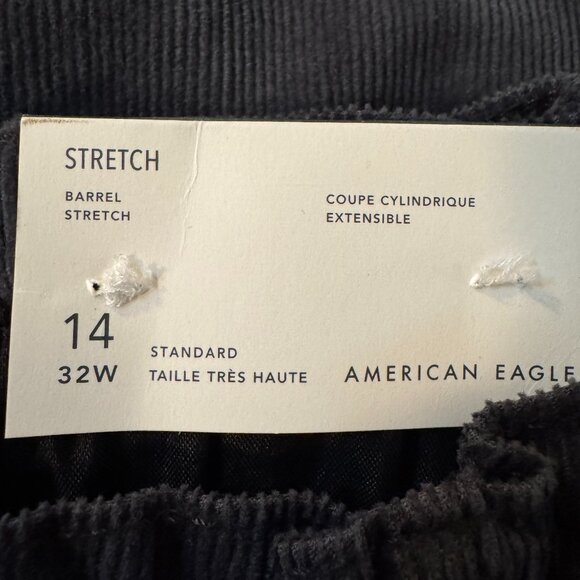 STRETCH
BARREL
STRETCH
COUPE CYLINDRIQUE
EXTENSIBLE
14
32W
STANDARD
TAILLE TRÈS HAUTE
AMERICAN EAGLE